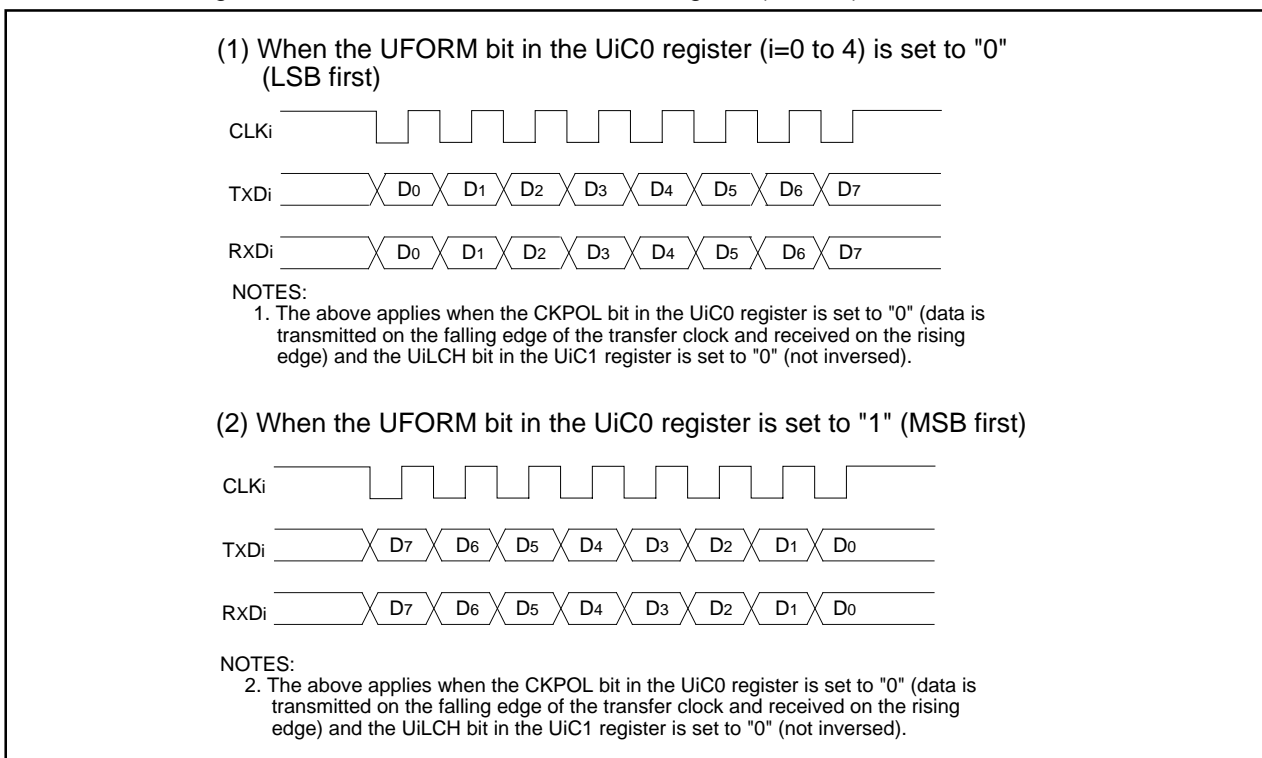 (1) When the UFORM bit in the UiC0 register (i=0 to 4) is set to "0"
(LSB first)
CLKi
TXDi D0 D1 D2 D3 D4 D5 D6 D7
RXDi D0 D1 D2 D3 D4 D5 D6 D7
NOTES:
1. The above applies when the CKPOL bit in the UiC0 register is set to "0" (data is
transmitted on the falling edge of the transfer clock and received on the rising
edge) and the UiLCH bit in the UiC1 register is set to "0" (not inversed).
(2) When the UFORM bit in the UiC0 register is set to "1" (MSB first)
CLKi
TXDi D7 D6 D5 D4 D3 D2 D1 D0
RXDi D7 D6 D5 D4 D3 D2 D1 D0
NOTES:
2. The above applies when the CKPOL bit in the UiC0 register is set to "0" (data is
transmitted on the falling edge of the transfer clock and received on the rising
edge) and the UiLCH bit in the UiC1 register is set to "0" (not inversed).